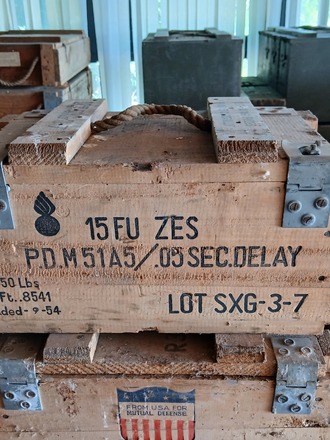 15 FU ZES
P.D.M 51A5/05 SEC.DELAY
50 Lbs
Ft..8541
ded-9-54
LOT SXG-3-7
FROM USA FOR
MUTUAL DEFENSE